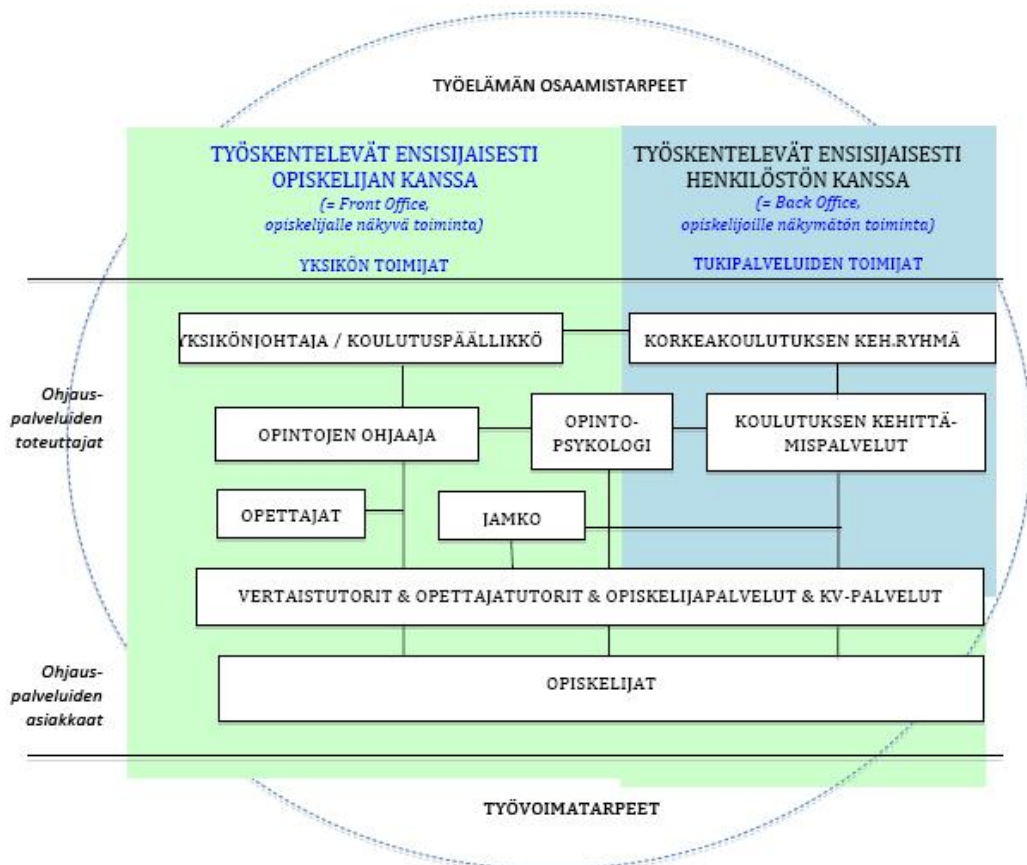 TYÖELÄMÄN OSAAMISTARPEET
TYÖSKENTELEVÄT ENSISIJAISESTI
OPISKELIJAN KANSSA
(= Front Office,
opiskelijalle näkyvä toiminta)
YKSIKÖN TOIMIJAT
TYÖSKENTELEVÄT ENSISIJAISESTI
HENKILÖSTÖN KANSSA
(= Back Office,
opiskelijoille näkymätön toiminta)
TUKIPALVELUIDEN TOIMIJAT
Ohjaus-
palveluiden
toteuttajat
YKSIKÖNJOHTAJA / KOULUTUSPÄÄLLIKKÖ
KORKEAKOULUTUKSEN KEH.RYHMÄ
OPINTOJEN OHJAAJA
OPINTO-
PSYKOLOGI
KOULUTUKSEN KEHITTÄ-
MISPALVELUT
OPETTAJAT
JAMKO
VERTAISTUTORIT & OPETTAJATUTORIT & OPISKELIJAPALVELUT & KV-PALVELUT
Ohjaus-
palveluiden
asiakkaat
OPISKELIJAT
TYÖVOIMATARPEET